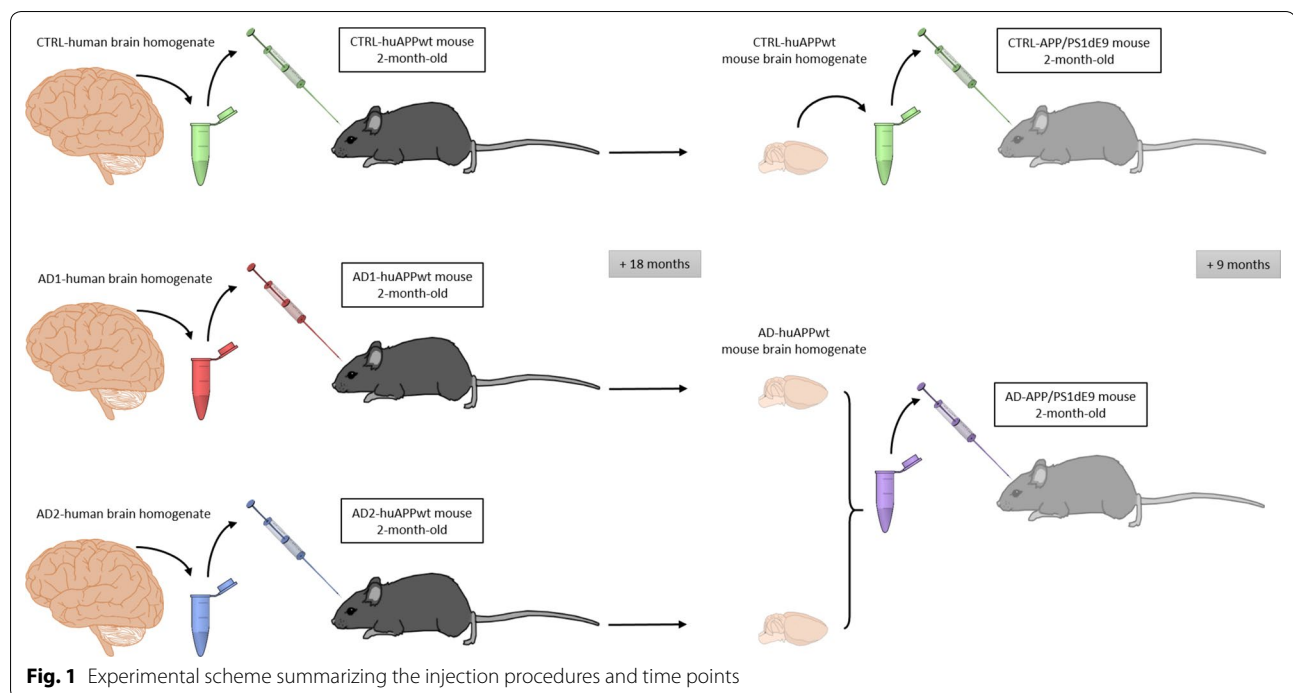 CTRL-human brain homogenate
CTRL-huAPPwt mouse
2-month-old
CTRL-huAPPwt
mouse brain homogenate
CTRL-APP/PS1dE9 mouse
2-month-old
AD1-human brain homogenate
AD1-huAPPwt mouse
2-month-old
+ 18 months
+ 9 months
AD-huAPPwt
mouse brain homogenate
AD-APP/PS1dE9 mouse
2-month-old
AD2-human brain homogenate
AD2-huAPPwt mouse
2-month-old
Fig. 1 Experimental scheme summarizing the injection procedures and time points